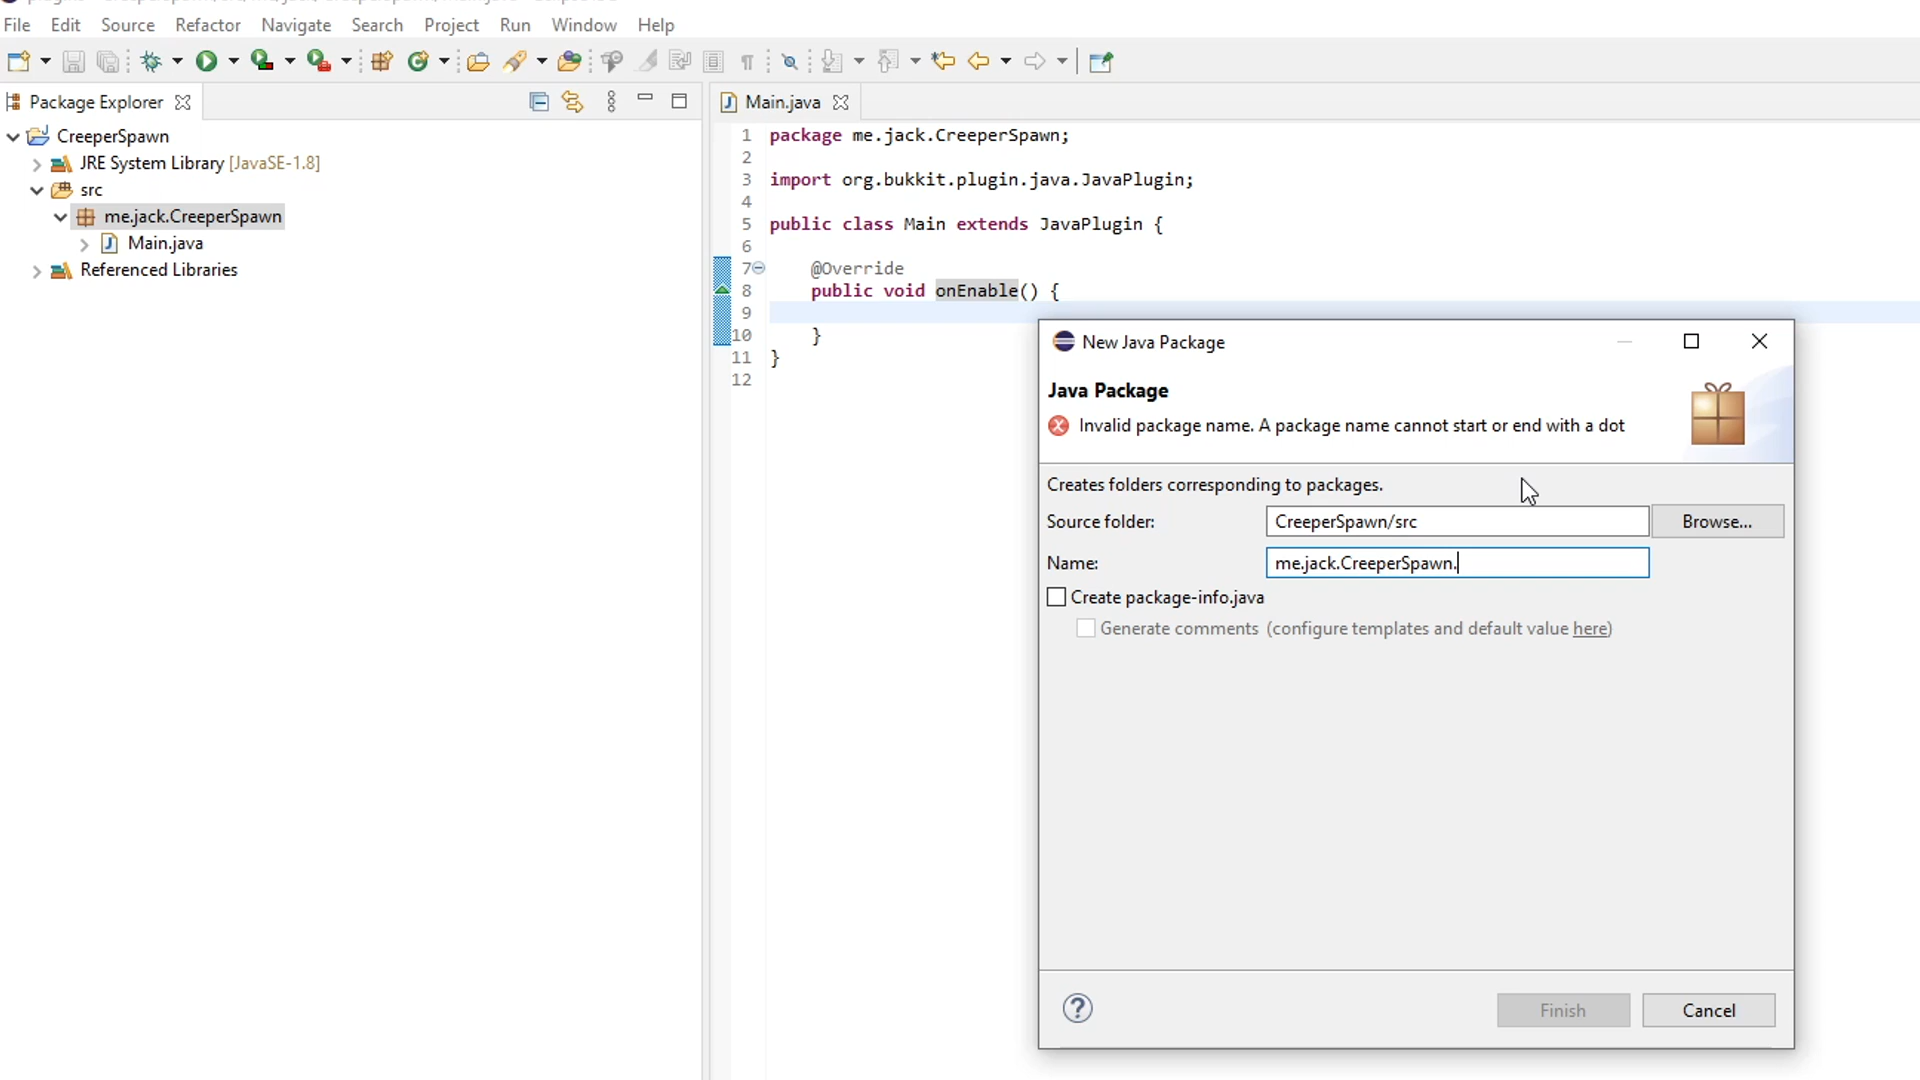 File Edit Source Refactor Navigate Search Project Run Window Help
Package Explorer
CreeperSpawn
JRE System Library [JavaSE-1.8]
src
me.jack.CreeperSpawn
Main.java
Referenced Libraries
Main.java
1 package me.jack.CreeperSpawn;
2
3 import org.bukkit.plugin.java.JavaPlugin;
4
5 public class Main extends JavaPlugin {
6
7 @Override
8 public void onEnable() {
9
10 }
11 }
12
New Java Package
Java Package
Invalid package name. A package name cannot start or end with a dot
Creates folders corresponding to packages.
Source folder: CreeperSpawn/src Browse...
Name: me.jack.CreeperSpawn.
Create package-info.java
Generate comments (configure templates and default value here)
Finish Cancel